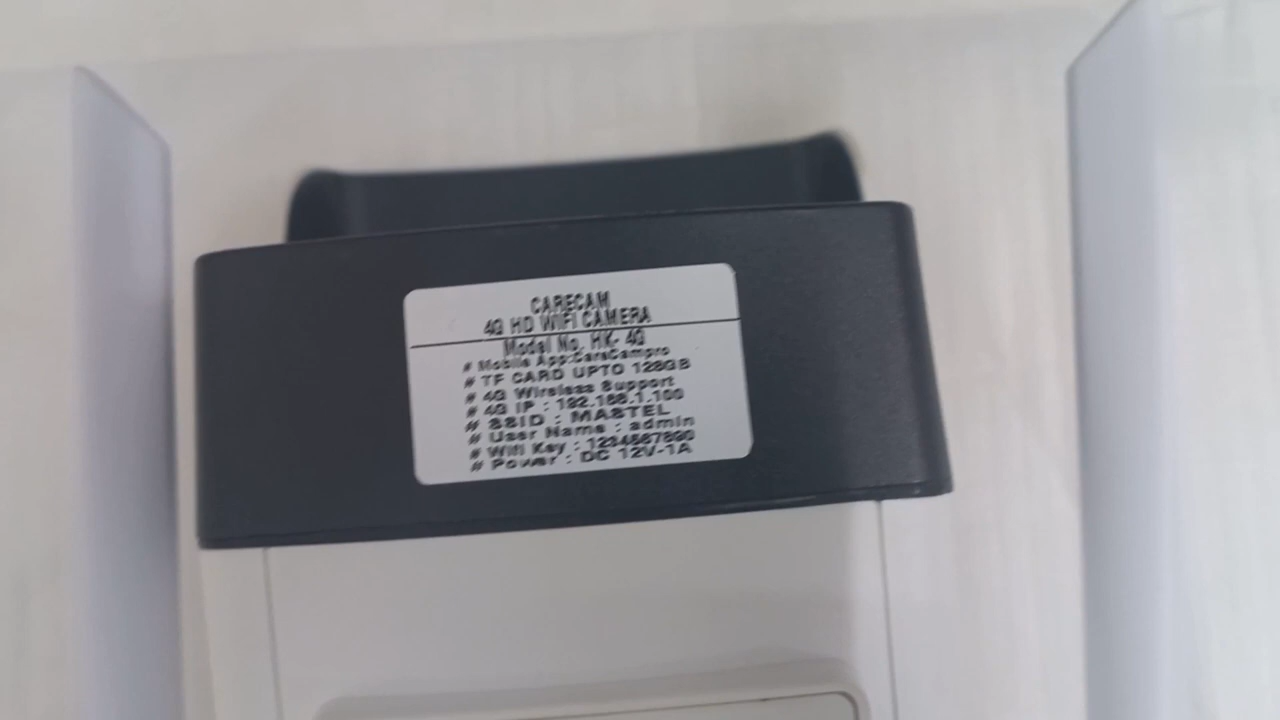 CARECAM
4G HD WIFI CAMERA
Model No. HK- 4G
# Mobile App:CareCampro
# TF CARD UPTO 128GB
# 4G Wireless Support
# 4G IP : 192.168.1.100
# SSID : MASTEL
# User Name : admin
# Wifi Key : 1234567890
# Power : DC 12V-1A